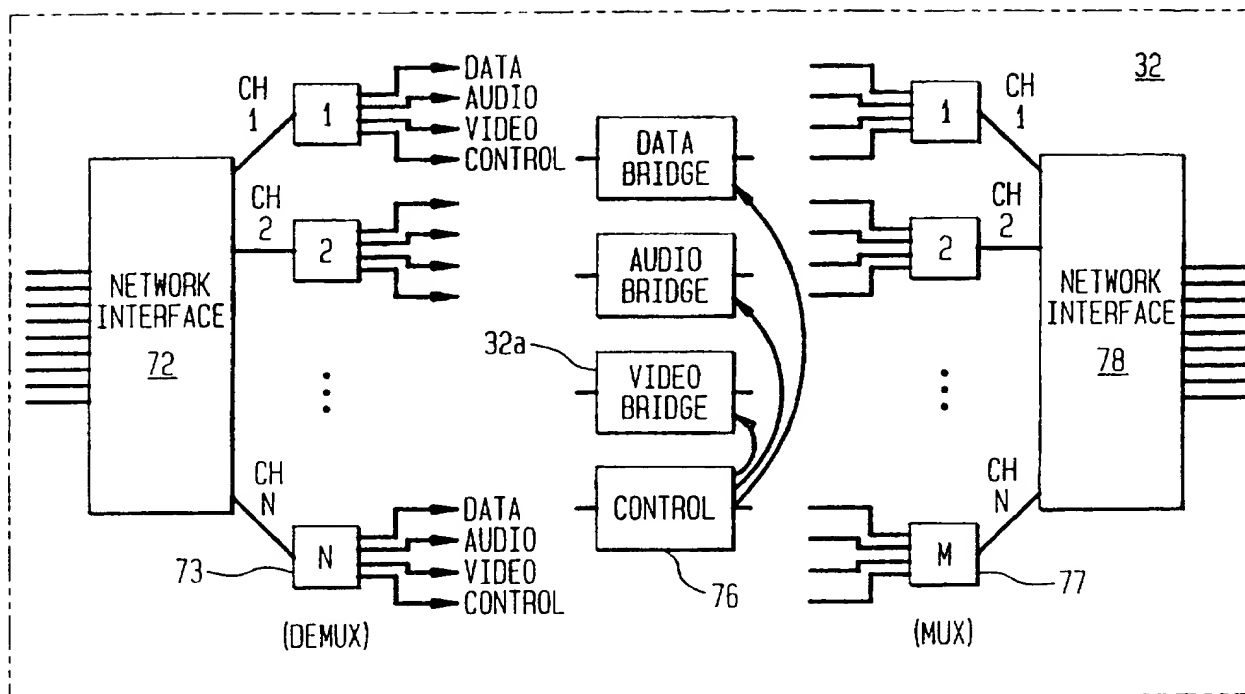 32
CH
1
1
DATA
AUDIO
VIDEO
CONTROL
CH
2
2
NETWORK
INTERFACE
72
CH
N
N
73
DATA
AUDIO
VIDEO
CONTROL
(DEMUX)
DATA
BRIDGE
AUDIO
BRIDGE
32a
VIDEO
BRIDGE
CONTROL
76
1
CH
1
2
CH
2
NETWORK
INTERFACE
78
CH
N
M
77
(MUX)